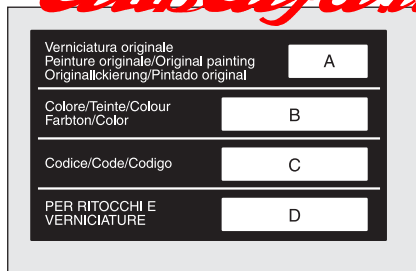 Verniciatura originale
Peinture originale/Original painting
Originallckierung/Pintado original
A
Colore/Teinte/Colour
Farbton/Color
B
Codice/Code/Codigo
C
PER RITOCCHI E
VERNICIATURE
D